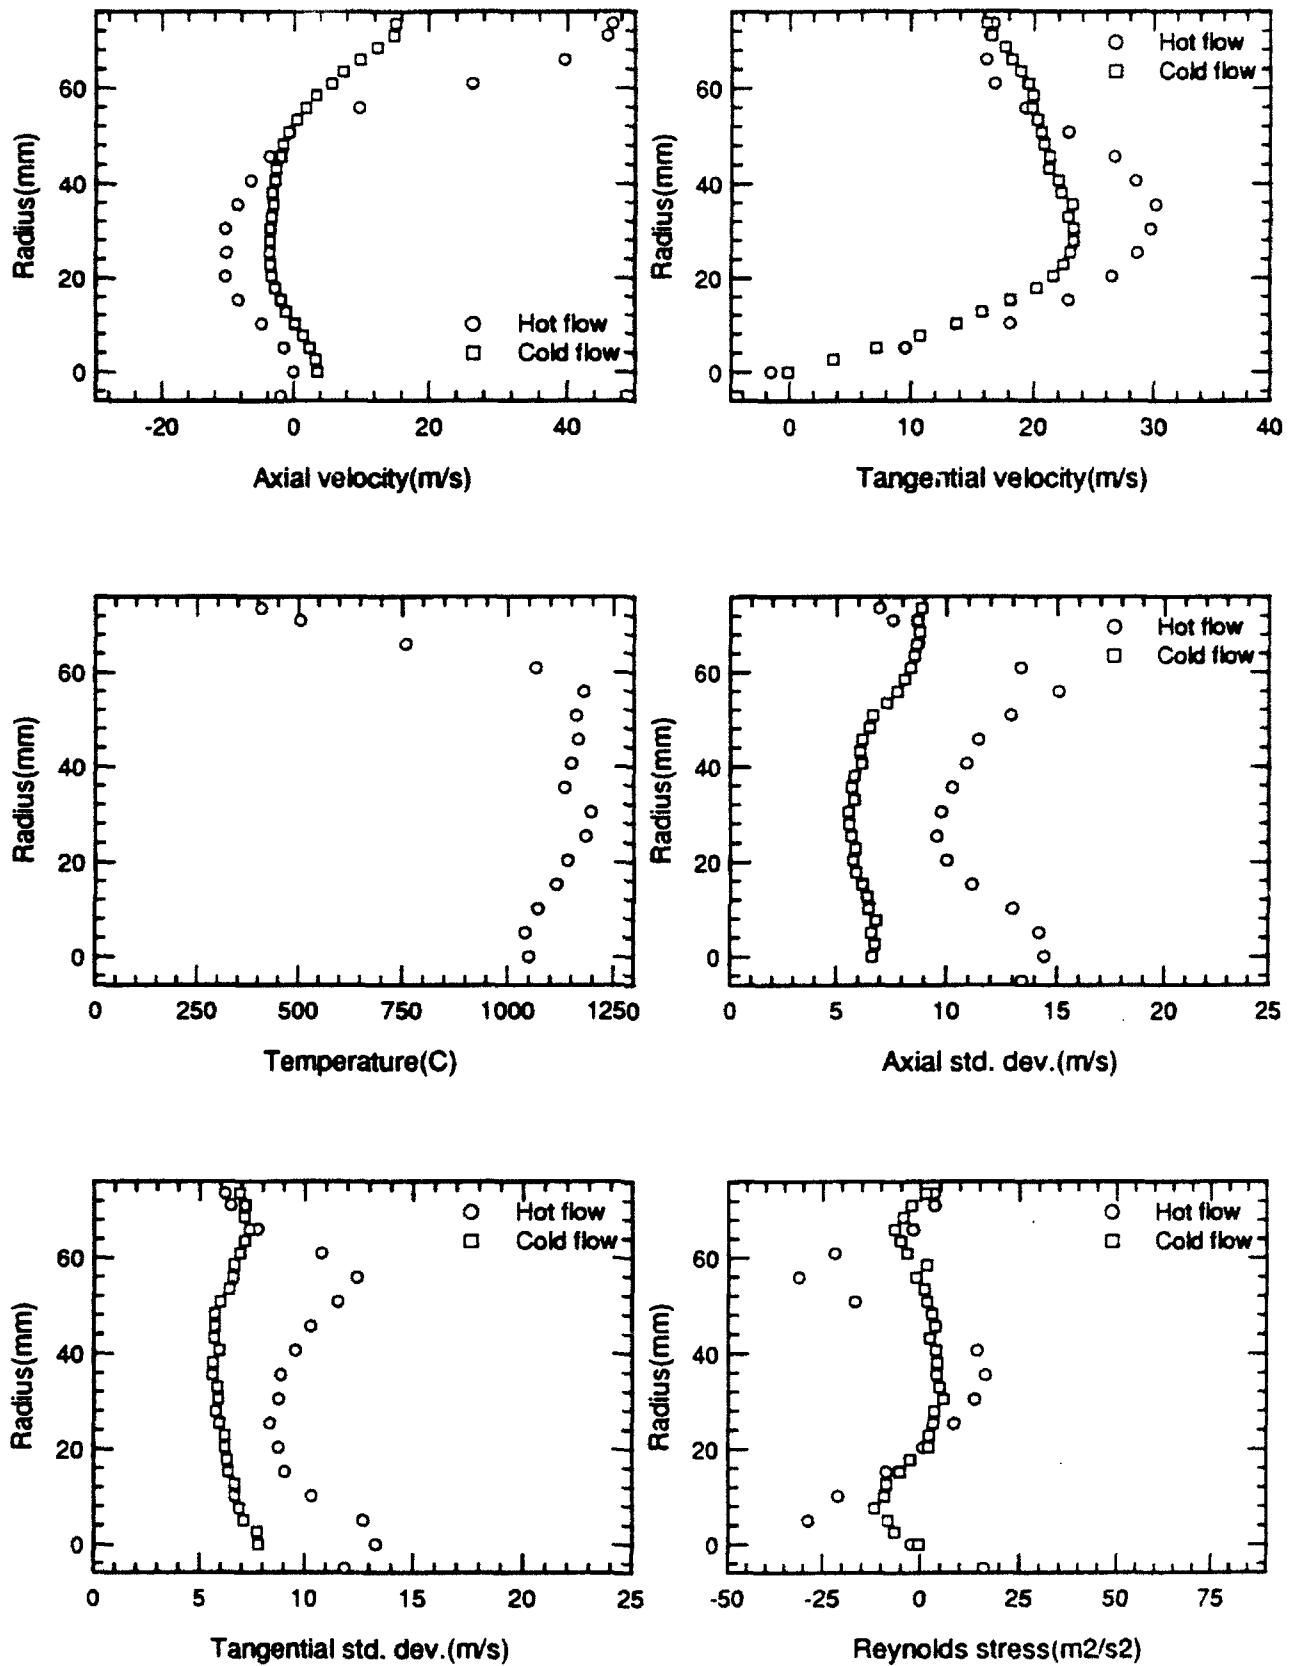 60
40
20
0
Radius(mm)
Hot flow
Cold flow
-20 0 20 40
Axial velocity(m/s)
60
40
20
0
Radius(mm)
Hot flow
Cold flow
0 10 20 30 40
Tangential velocity(m/s)
60
40
20
0
Radius(mm)
0 250 500 750 1000 1250
Temperature(C)
60
40
20
0
Radius(mm)
Hot flow
Cold flow
0 5 10 15 20 25
Axial std. dev.(m/s)
60
40
20
0
Radius(mm)
Hot flow
Cold flow
0 5 10 15 20 25
Tangential std. dev.(m/s)
60
40
20
0
Radius(mm)
Hot flow
Cold flow
-50 -25 0 25 50 75
Reynolds stress(m2/s2)